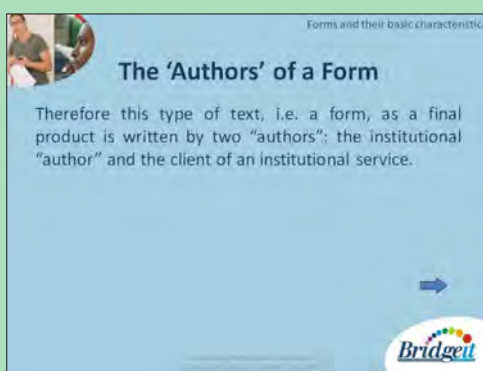 Forms and their basic characteristic
The ‘Authors’ of a Form
Therefore this type of text, i.e. a form, as a final
product is written by two “authors”: the institutional
“author” and the client of an institutional service.
Bridgeit